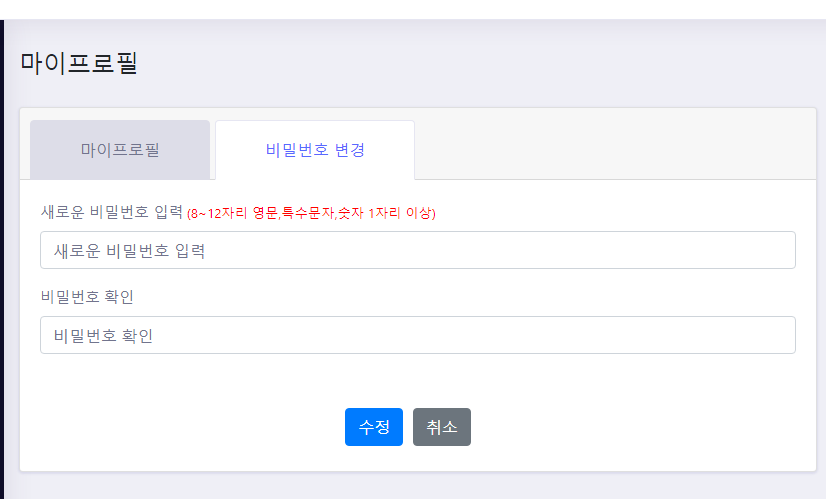 마이프로필
마이프로필 비밀번호 변경
새로운 비밀번호 입력 (8~12자리 영문,특수문자,숫자 1자리 이상)
새로운 비밀번호 입력
비밀번호 확인
비밀번호 확인
수정 취소